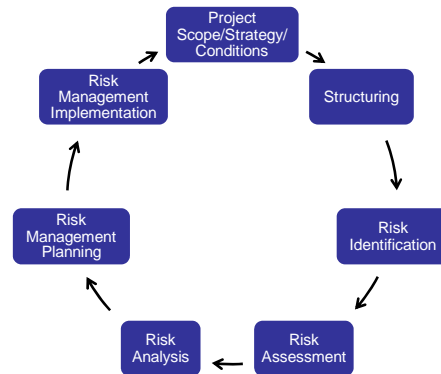 Project
Scope/Strategy/
Conditions
Structuring
Risk
Identification
Risk
Assessment
Risk
Analysis
Risk
Management
Planning
Risk
Management
Implementation